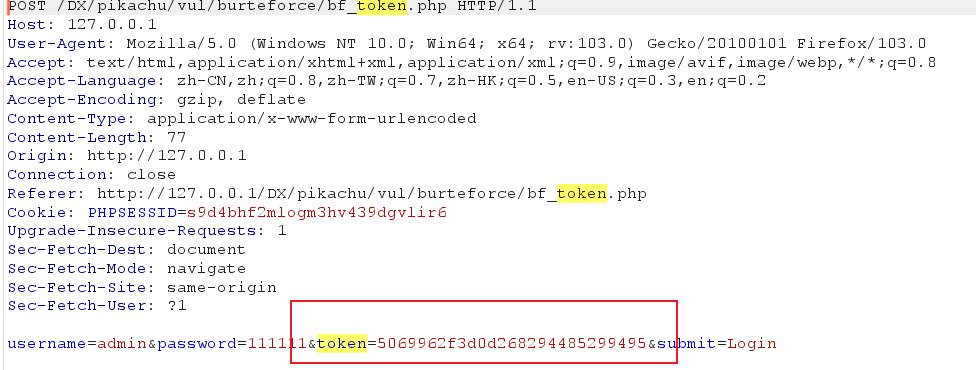 POST /DX/pikachu/vul/burteforce/bf_token.php HTTP/1.1
Host: 127.0.0.1
User-Agent: Mozilla/5.0 (Windows NT 10.0; Win64; x64; rv:103.0) Gecko/20100101 Firefox/103.0
Accept: text/html,application/xhtml+xml,application/xml;q=0.9,image/avif,image/webp,*/*;q=0.8
Accept-Language: zh-CN,zh;q=0.8,zh-TW;q=0.7,zh-HK;q=0.5,en-US;q=0.3,en;q=0.2
Accept-Encoding: gzip, deflate
Content-Type: application/x-www-form-urlencoded
Content-Length: 77
Origin: http://127.0.0.1
Connection: close
Referer: http://127.0.0.1/DX/pikachu/vul/burteforce/bf_token.php
Cookie: PHPSESSID=s9d4bhf2mlogm3hv439dgvlir6
Upgrade-Insecure-Requests: 1
Sec-Fetch-Dest: document
Sec-Fetch-Mode: navigate
Sec-Fetch-Site: same-origin
Sec-Fetch-User: ?1
username=admin&password=111111&token=5069962f3d0d268294485299495&submit=Login